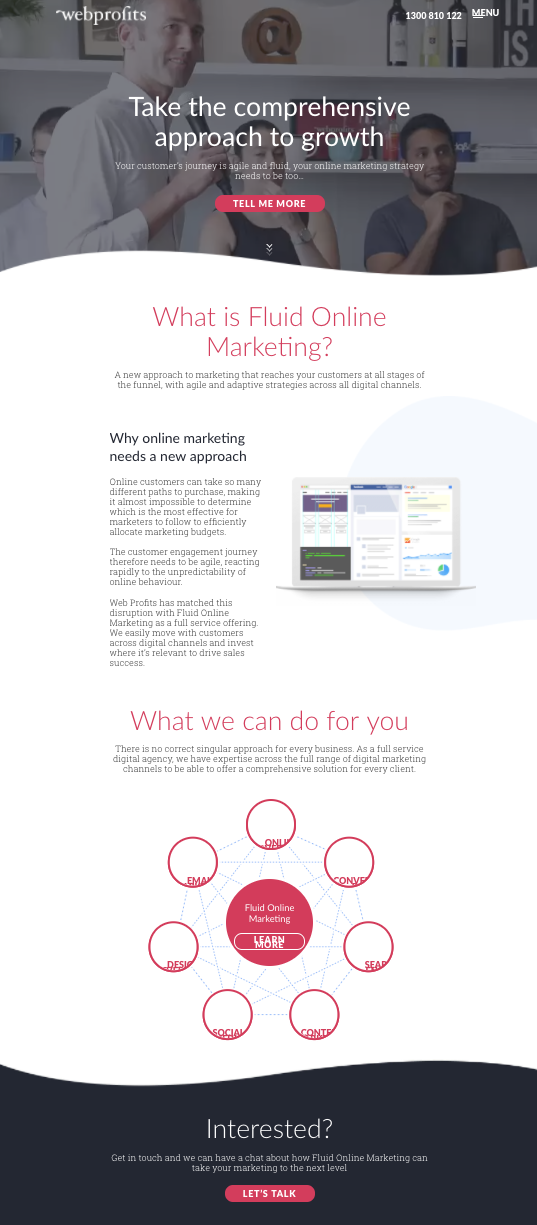 webprofits
1300 810 122
MENU
Take the comprehensive
approach to growth
Your customer's journey is agile and fluid, your online marketing strategy
needs to be too...
TELL ME MORE
What is Fluid Online
Marketing?
A new approach to marketing that reaches your customers at all stages of
the funnel, with agile and adaptive strategies across all digital channels.
Why online marketing
needs a new approach
Online customers can take so many
different paths to purchase, making
it almost impossible to determine
which is the most effective for
marketers to follow to efficiently
allocate marketing budgets.
The customer engagement journey
therefore needs to be agile, reacting
rapidly to the unpredictability of
online behaviour.
Web Profits has matched this
disruption with Fluid Online
Marketing as a full service offering.
We easily move with customers
across digital channels and invest
where it's relevant to drive sales
success.
What we can do for you
There is no correct singular approach for every business. As a full service
digital agency, we have expertise across the full range of digital marketing
channels to be able to offer a comprehensive solution for every client.
ONLI
EMAI
CONVE
Fluid Online
Marketing
LEARN
MORE
DESIG
SEAR
SOCIAL
CONTE
Interested?
Get in touch and we can have a chat about how Fluid Online Marketing can
take your marketing to the next level
LET'S TALK